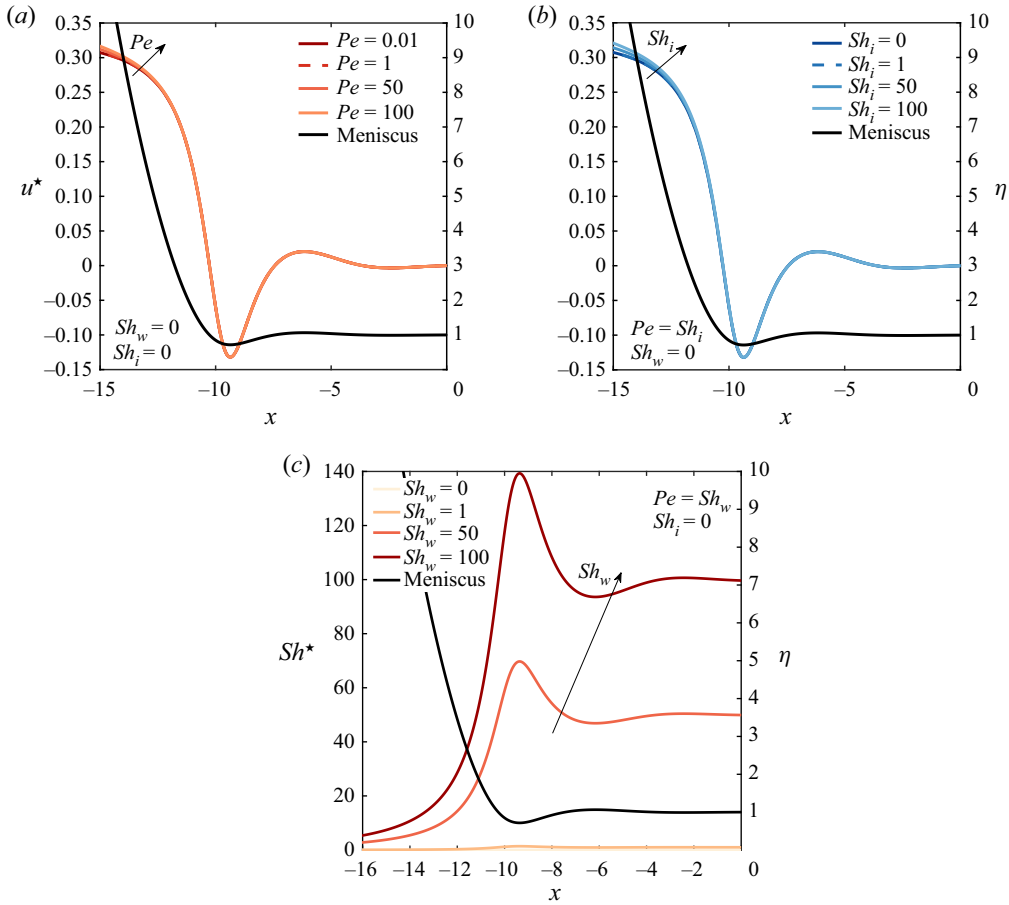 (a)
0.35
0.30
0.25
0.20
0.15
0.10
0.05
0
–0.05
–0.10
–0.15
u★
Pe
Pe = 0.01
Pe = 1
Pe = 50
Pe = 100
Meniscus
Sh_w = 0
Sh_i = 0
10
9
8
7
6
5
4
3
2
1
0
–15
–10
–5
x
(b)
0.35
0.30
0.25
0.20
0.15
0.10
0.05
0
–0.05
–0.10
–0.15
Sh_i
Sh_i = 0
Sh_i = 1
Sh_i = 50
Sh_i = 100
Meniscus
Pe = Sh_i
Sh_w = 0
10
9
8
7
6
5
4
3
2
1
0
η
–15
–10
–5
x
(c)
140
120
100
80
60
40
20
0
Sh★
Sh_w = 0
Sh_w = 1
Sh_w = 50
Sh_w = 100
Meniscus
Pe = Sh_w
Sh_i = 0
Sh_w
10
9
8
7
6
5
4
3
2
1
0
η
–16
–14
–12
–10
–8
–6
–4
–2
x